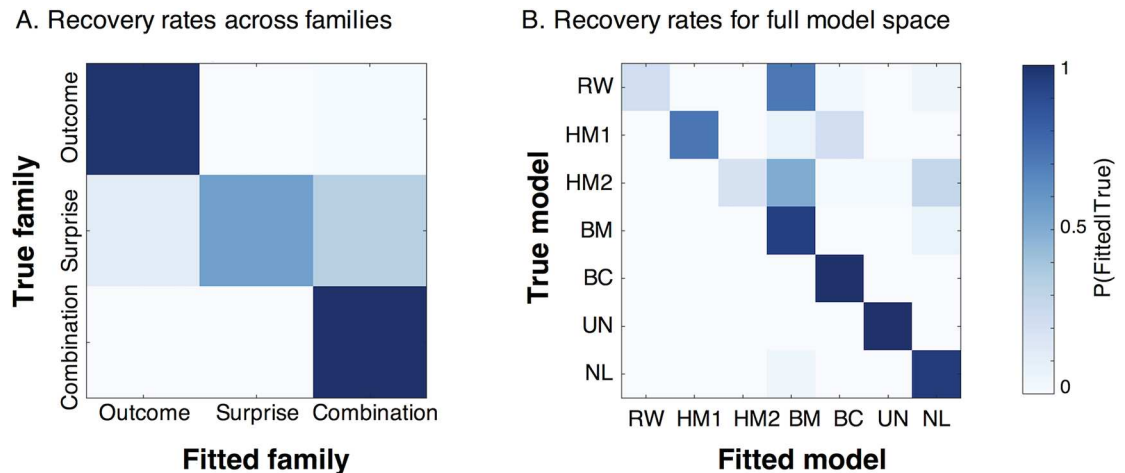 A. Recovery rates across families
True family
Outcome
Surprise
Combination
Outcome Surprise Combination
Fitted family
B. Recovery rates for full model space
True model
RW
HM1
HM2
BM
BC
UN
NL
RW HM1 HM2 BM BC UN NL
Fitted model
1
0.5
0
P(Fitted|True)